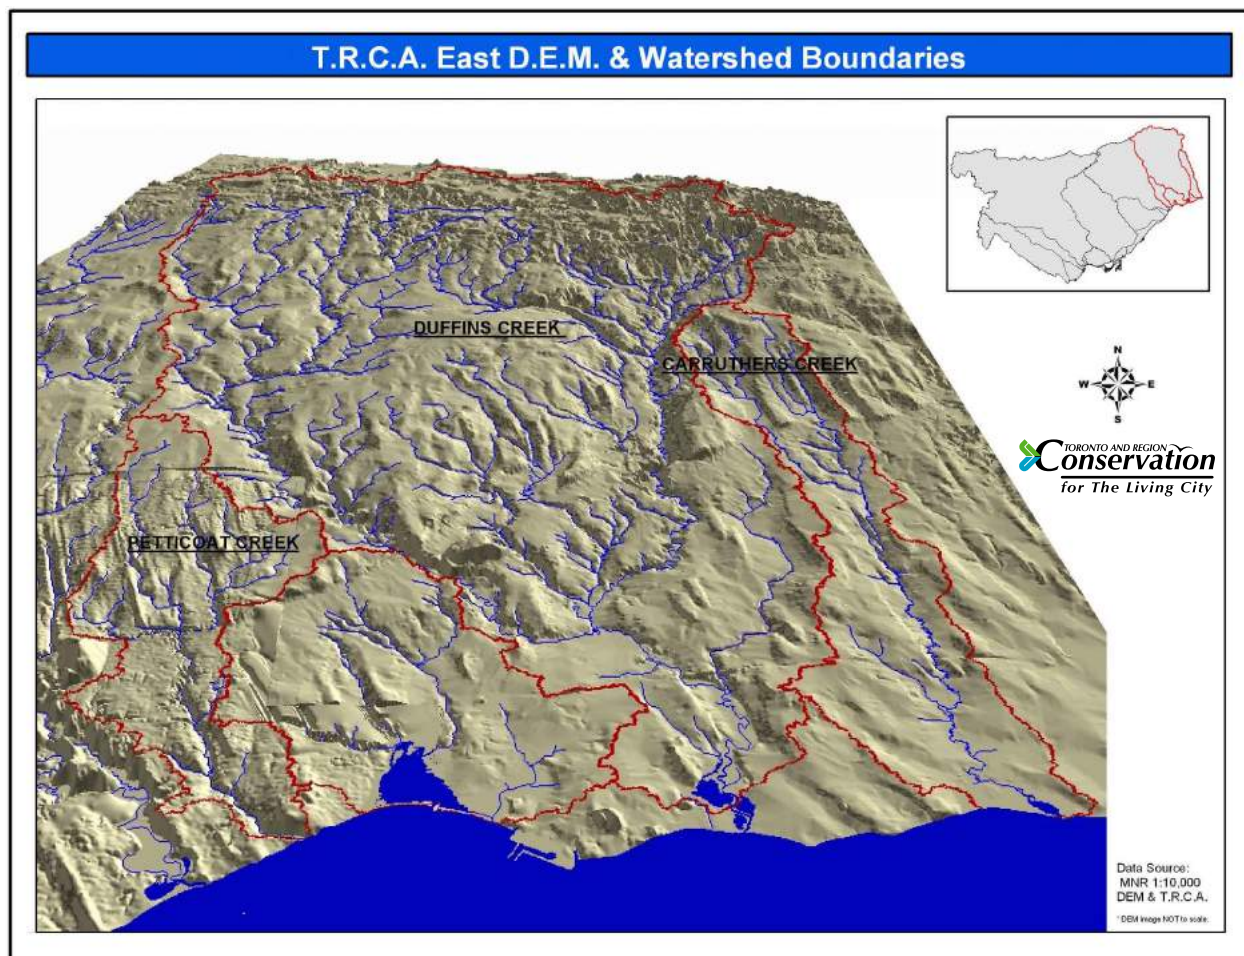 T.R.C.A. East D.E.M. & Watershed Boundaries
DUFFINS CREEK
CARRUTHERS CREEK
PETTICOAT CREEK
N
W E
S
TORONTO AND REGION
Conservation
for The Living City
Data Source:
MNR 1:10,000
DEM & T.R.C.A.
* DEM image NOT to scale.